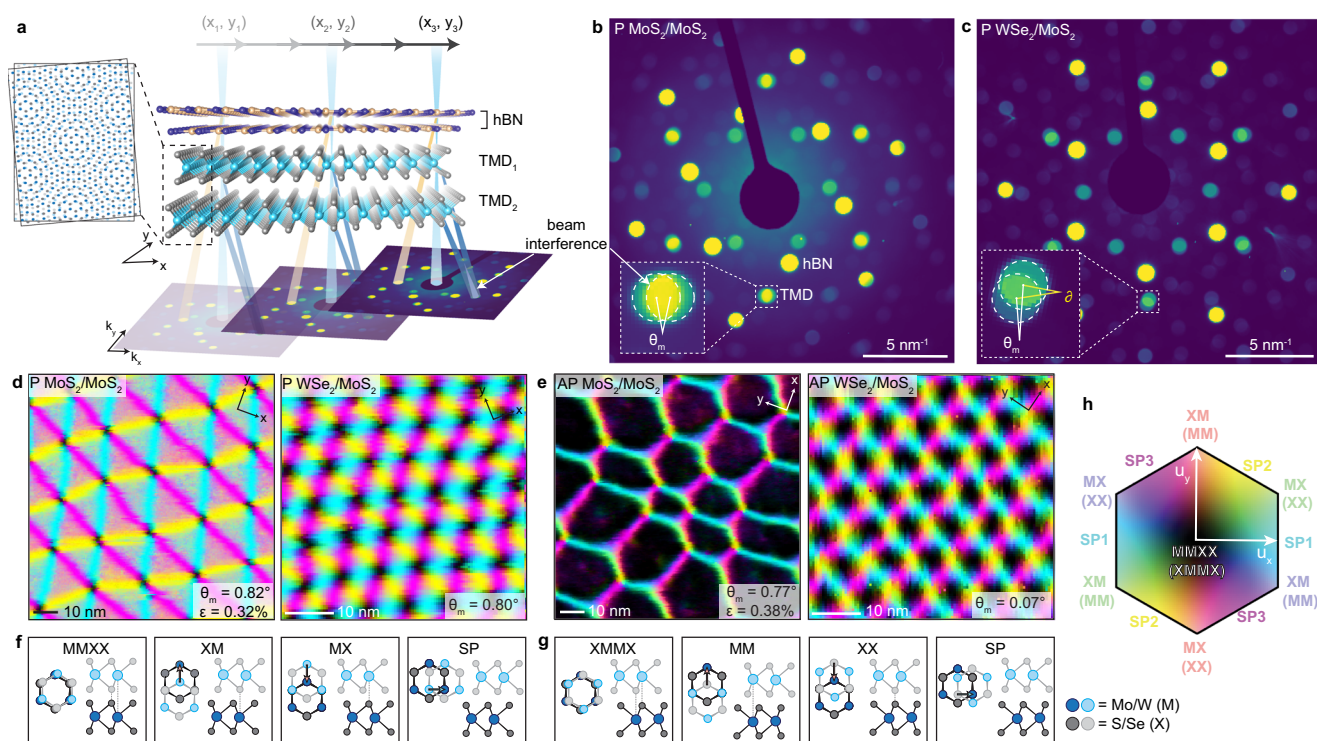 a
(x₁, y₁)
(x₂, y₂)
(x₃, y₃)
hBN
TMD₁
TMD₂
beam
interference
y
x
k_y
k_x
b
P MoS₂/MoS₂
hBN
TMD
θₘ
5 nm⁻¹
c
P WSe₂/MoS₂
∂
θₘ
5 nm⁻¹
d
P MoS₂/MoS₂
y
x
θₘ = 0.82°
ε = 0.32%
10 nm
P WSe₂/MoS₂
y
x
θₘ = 0.80°
10 nm
e
AP MoS₂/MoS₂
x
y
θₘ = 0.77°
ε = 0.38%
10 nm
AP WSe₂/MoS₂
x
y
θₘ = 0.07°
10 nm
h
XM
(MM)
SP3
SP2
u_y
MX
(XX)
MX
(XX)
SP1
SP1
MMXX
(XMMX)
u_x
XM
(MM)
XM
(MM)
SP2
SP3
MX
(XX)
f
MMXX
XM
MX
SP
g
XMMX
MM
XX
SP
= Mo/W (M)
= S/Se (X)